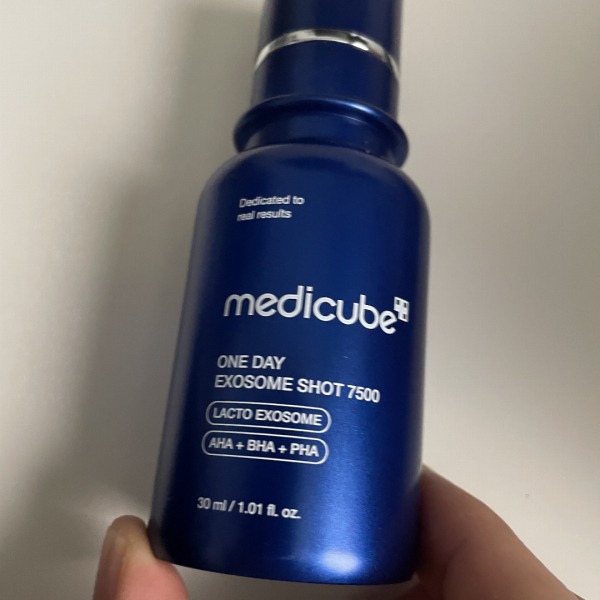 Dedicated to
real results
medicube
ONE DAY
EXOSOME SHOT 7500
LACTO EXOSOME
AHA + BHA + PHA
30 ml / 1.01 fl. oz.